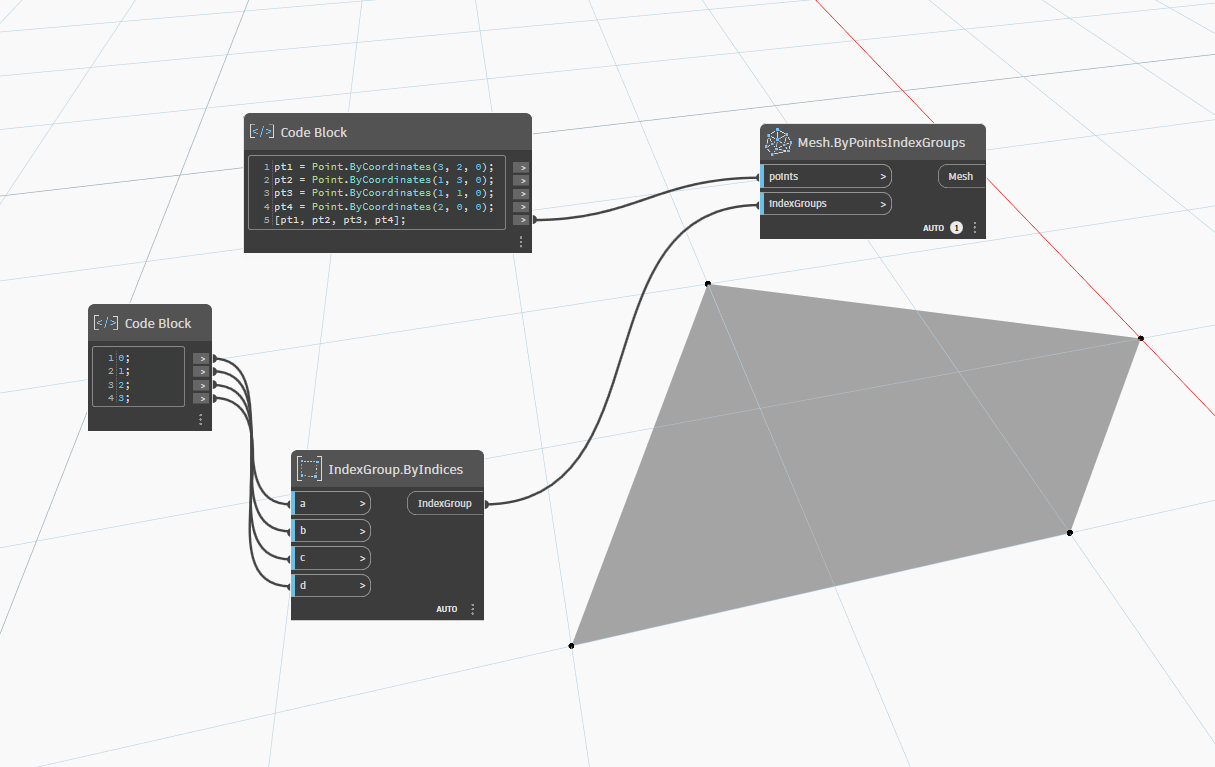 Code Block
1 pt1 = Point.ByCoordinates(3, 2, 0); >
2 pt2 = Point.ByCoordinates(1, 3, 0); >
3 pt3 = Point.ByCoordinates(1, 1, 0); >
4 pt4 = Point.ByCoordinates(2, 0, 0); >
5 [pt1, pt2, pt3, pt4]; >
Mesh.ByPointsIndexGroups
points > Mesh
indexGroups >
AUTO 1
Code Block
1 0; >
2 1; >
3 2; >
4 3; >
IndexGroup.ByIndices
a > IndexGroup
b >
c >
d >
AUTO